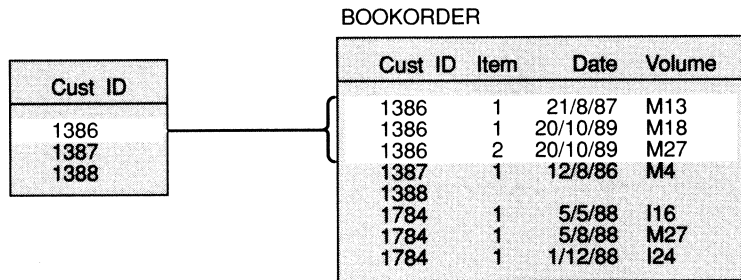 BOOKORDER
Cust ID
1386
1387
1388
Cust ID Item Date Volume
1386 1 21/8/87 M13
1386 1 20/10/89 M18
1386 2 20/10/89 M27
1387 1 12/8/86 M4
1388
1784 1 5/5/88 I16
1784 1 5/8/88 M27
1784 1 1/12/88 I24